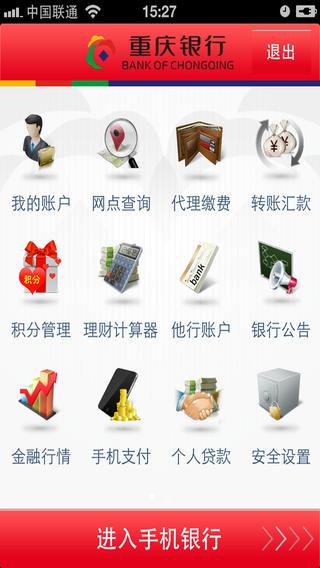 中国联通 15:27
重庆银行
BANK OF CHONGQING
退出
我的账户 网点查询 代理缴费 转账汇款
积分
bank
积分管理 理财计算器 他行账户 银行公告
金融行情 手机支付 个人贷款 安全设置
进入手机银行